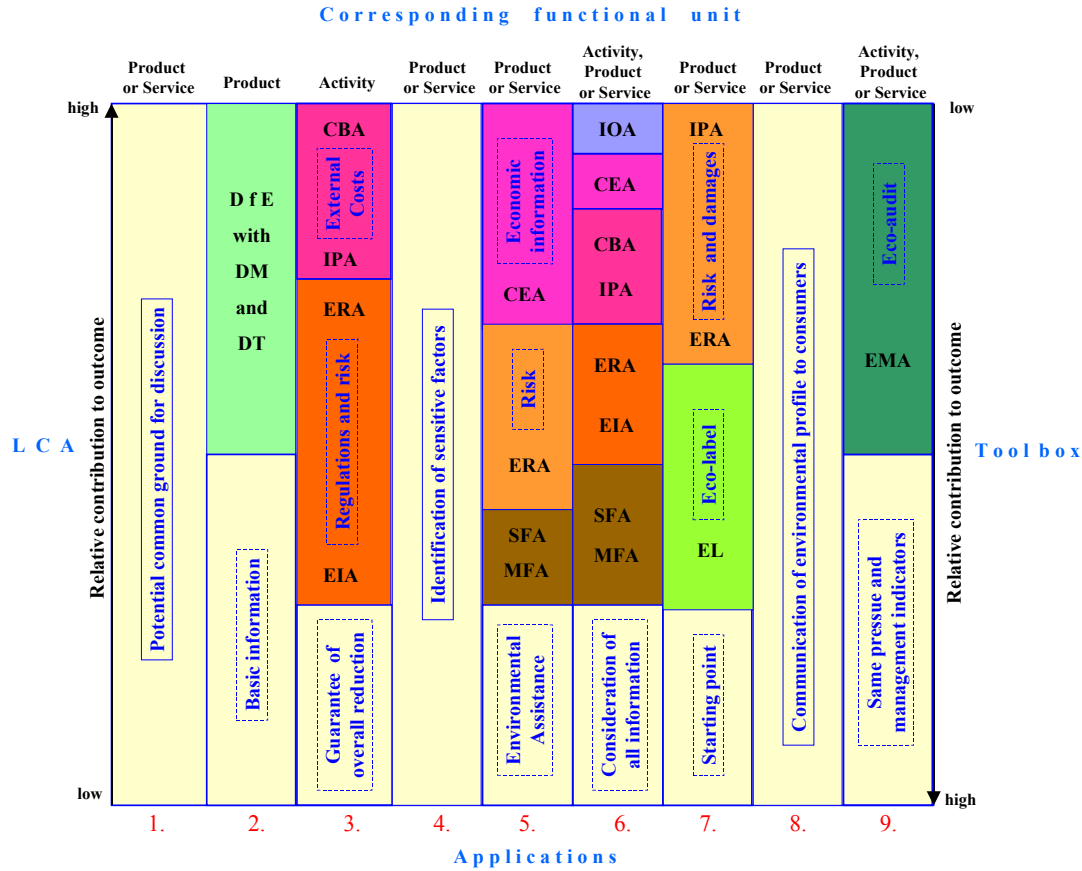 Corresponding functional unit
Product
or Service
Product
Activity
Product
or Service
Product
or Service
Activity,
Product
or Service
Product
or Service
Product
or Service
Activity,
Product
or Service
high
low
LCA
Relative contribution to outcome
Potential common ground for discussion
D f E
with
DM
and
DT
Basic information
CBA
External
Costs
IPA
ERA
Regulations and risk
EIA
Guarantee of
overall reduction
Identfication of sensitive factors
Economic
information
CEA
Risk
ERA
SFA
MFA
Environmental
Assistance
IOA
CEA
CBA
IPA
ERA
EIA
SFA
MFA
Consideration of
all information
IPA
Risk and damages
ERA
Eco-label
EL
Starting point
Communication of environmental profile to consumers
Eco-audit
EMA
Same pressue and
management indicators
Relative contribution to outcome
Toolbox
low
high
1.
2.
3.
4.
5.
6.
7.
8.
9.
Applications